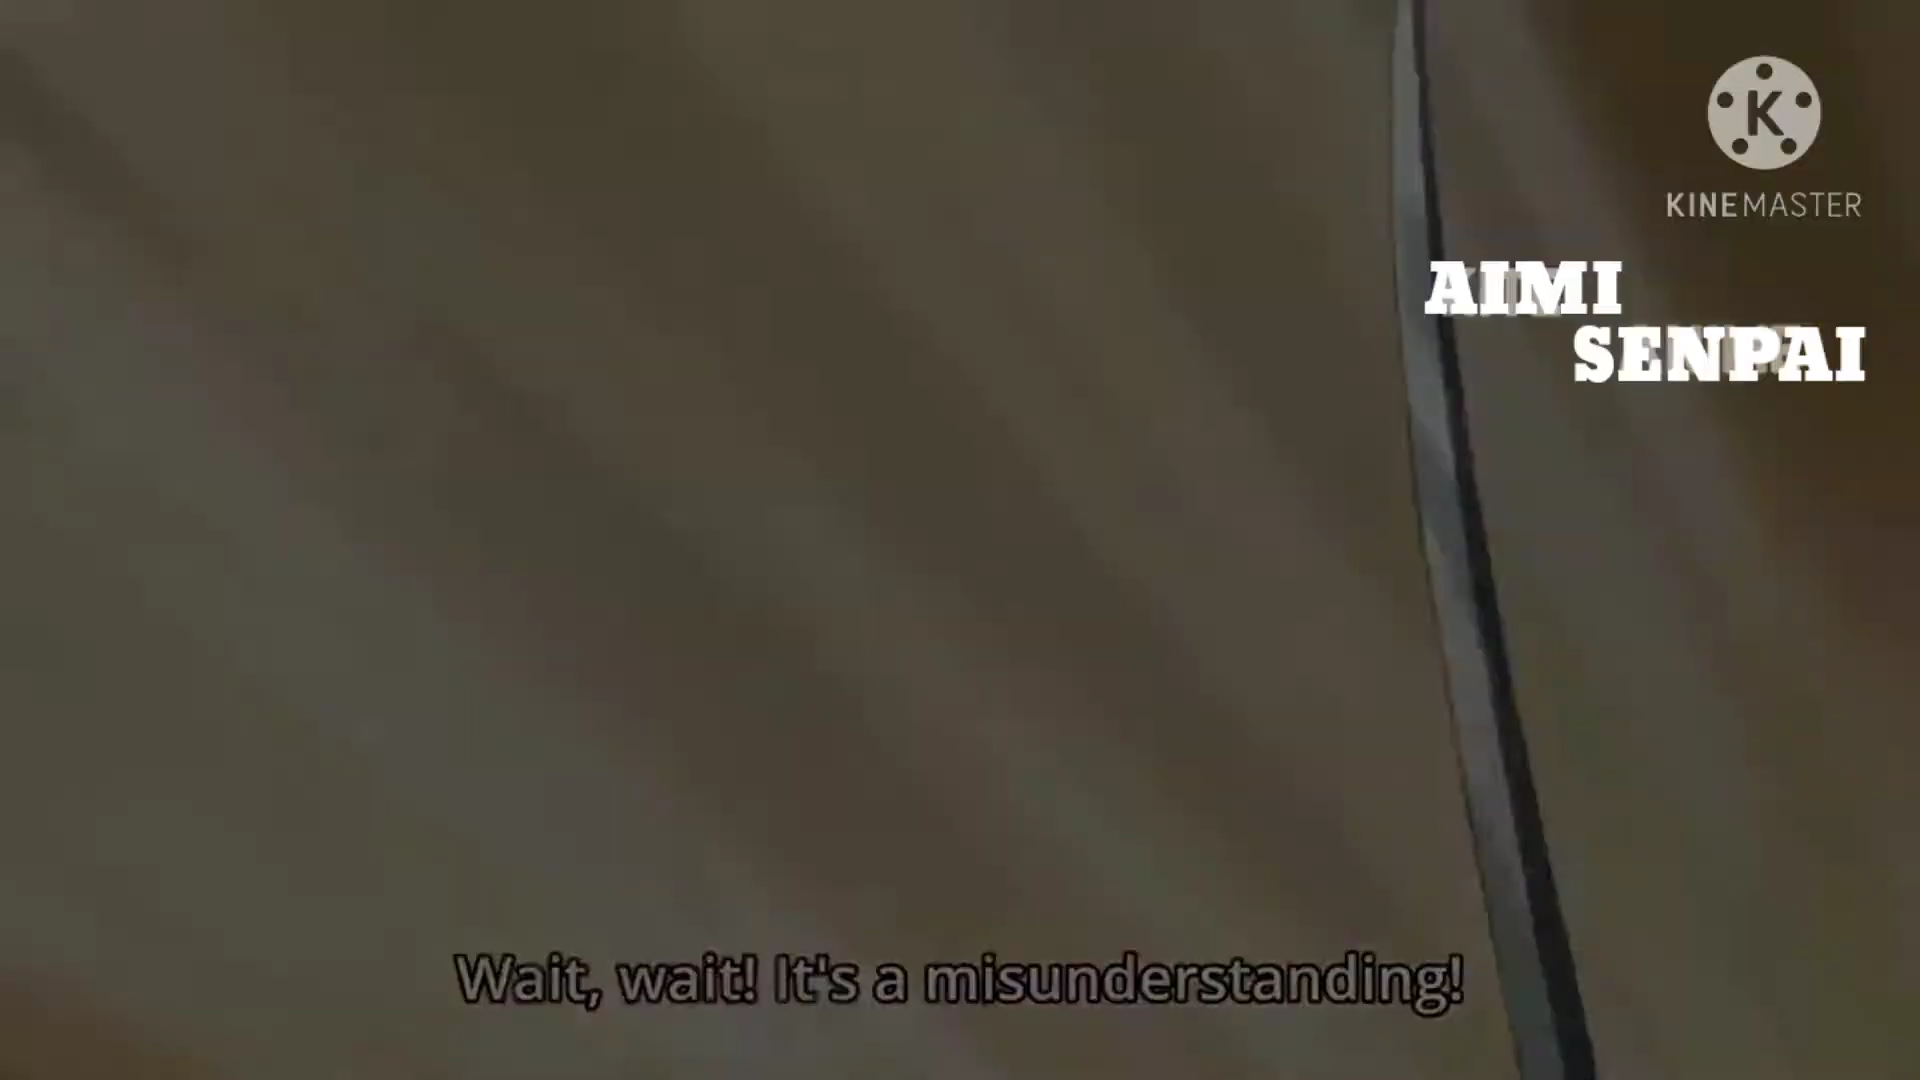 K
KINEMASTER
AIMI
SENPAI
Wait, wait! It's a misunderstanding!